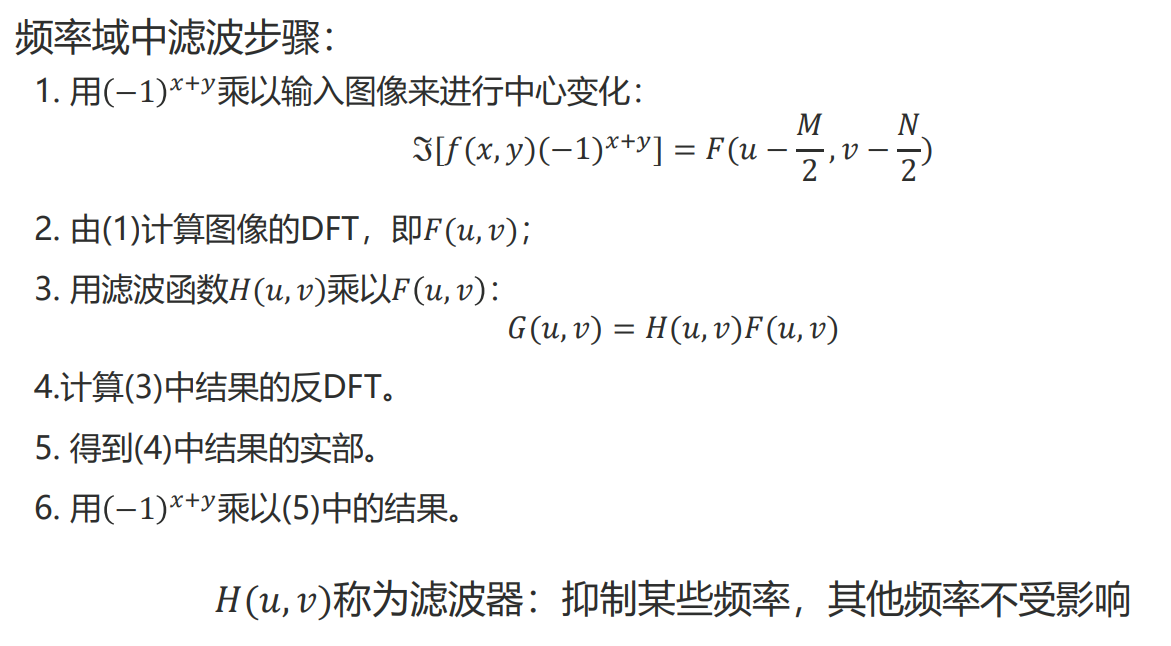 频率域中滤波步骤：
1. 用(−1)^{x+y}乘以输入图像来进行中心变化：
ℑ[f(x, y)(−1)^{x+y}] = F(u − M/2, v − N/2)
2. 由(1)计算图像的DFT，即F(u, v)；
3. 用滤波函数H(u, v)乘以F(u, v)：
G(u, v) = H(u, v)F(u, v)
4.计算(3)中结果的反DFT。
5. 得到(4)中结果的实部。
6. 用(−1)^{x+y}乘以(5)中的结果。
H(u, v)称为滤波器：抑制某些频率，其他频率不受影响